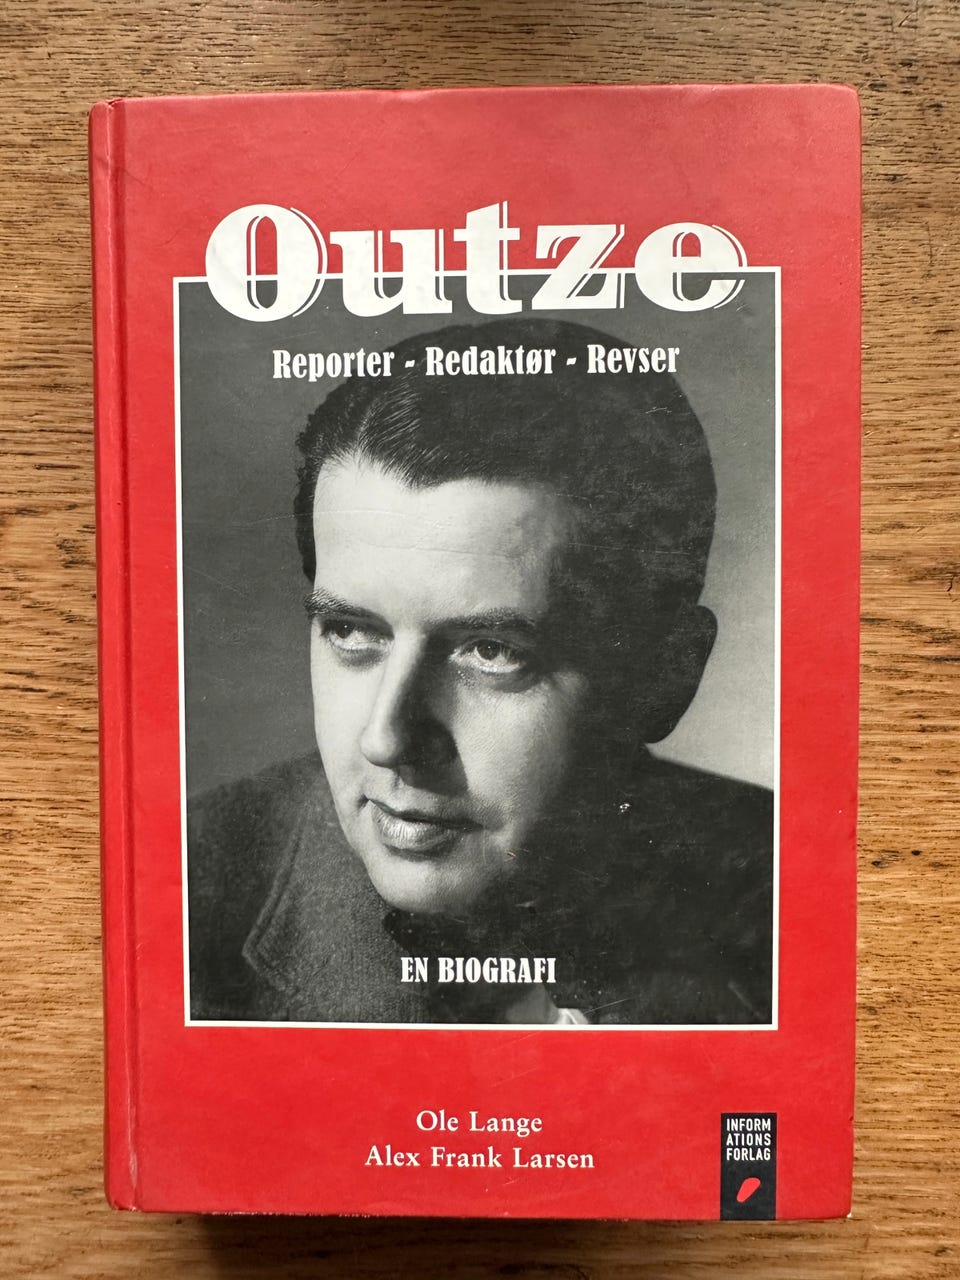 Outze
Reporter - Redaktør - Revser
EN BIOGRAFI
Ole Lange
Alex Frank Larsen
INFORM
ATIONS
FORLAG